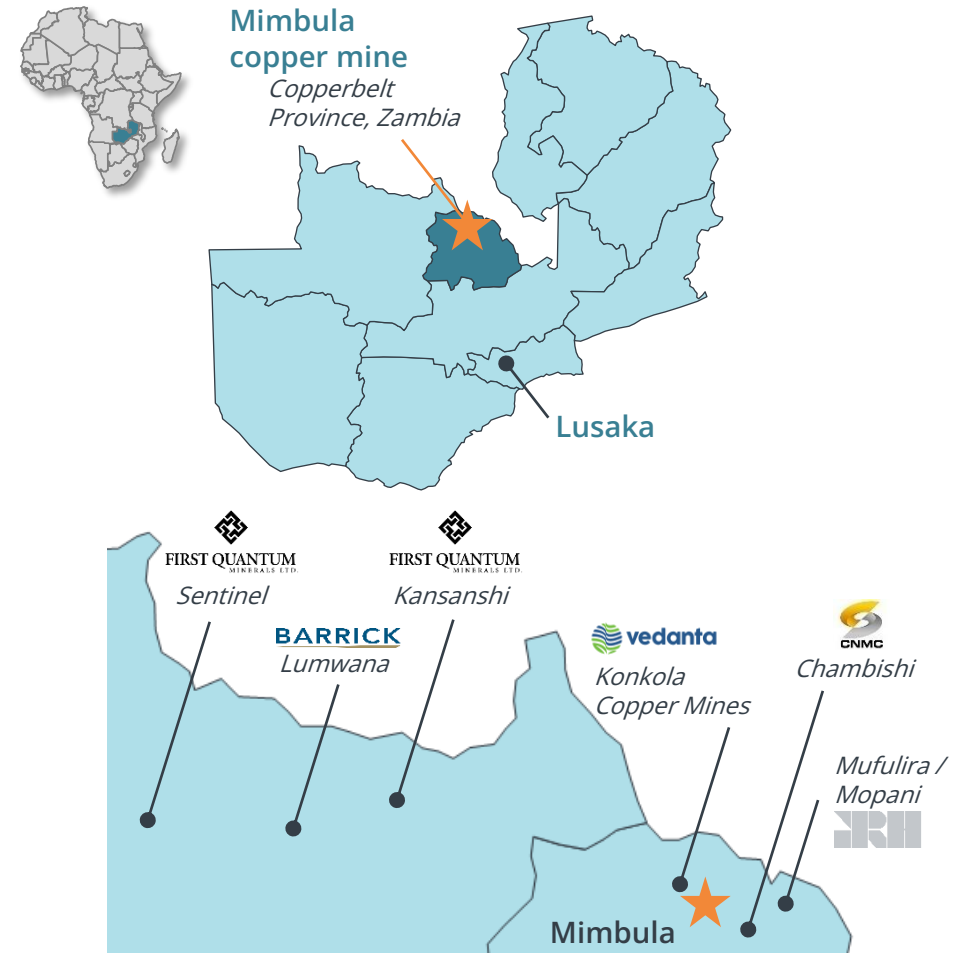 Mimbula
copper mine
Copperbelt
Province, Zambia
Lusaka
FIRST QUANTUM
MINERALS LTD.
Sentinel
FIRST QUANTUM
MINERALS LTD.
Kansanshi
BARRICK
Lumwana
vedanta
Konkola
Copper Mines
CNMC
Chambishi
Mufulira /
Mopani
IRH
Mimbula